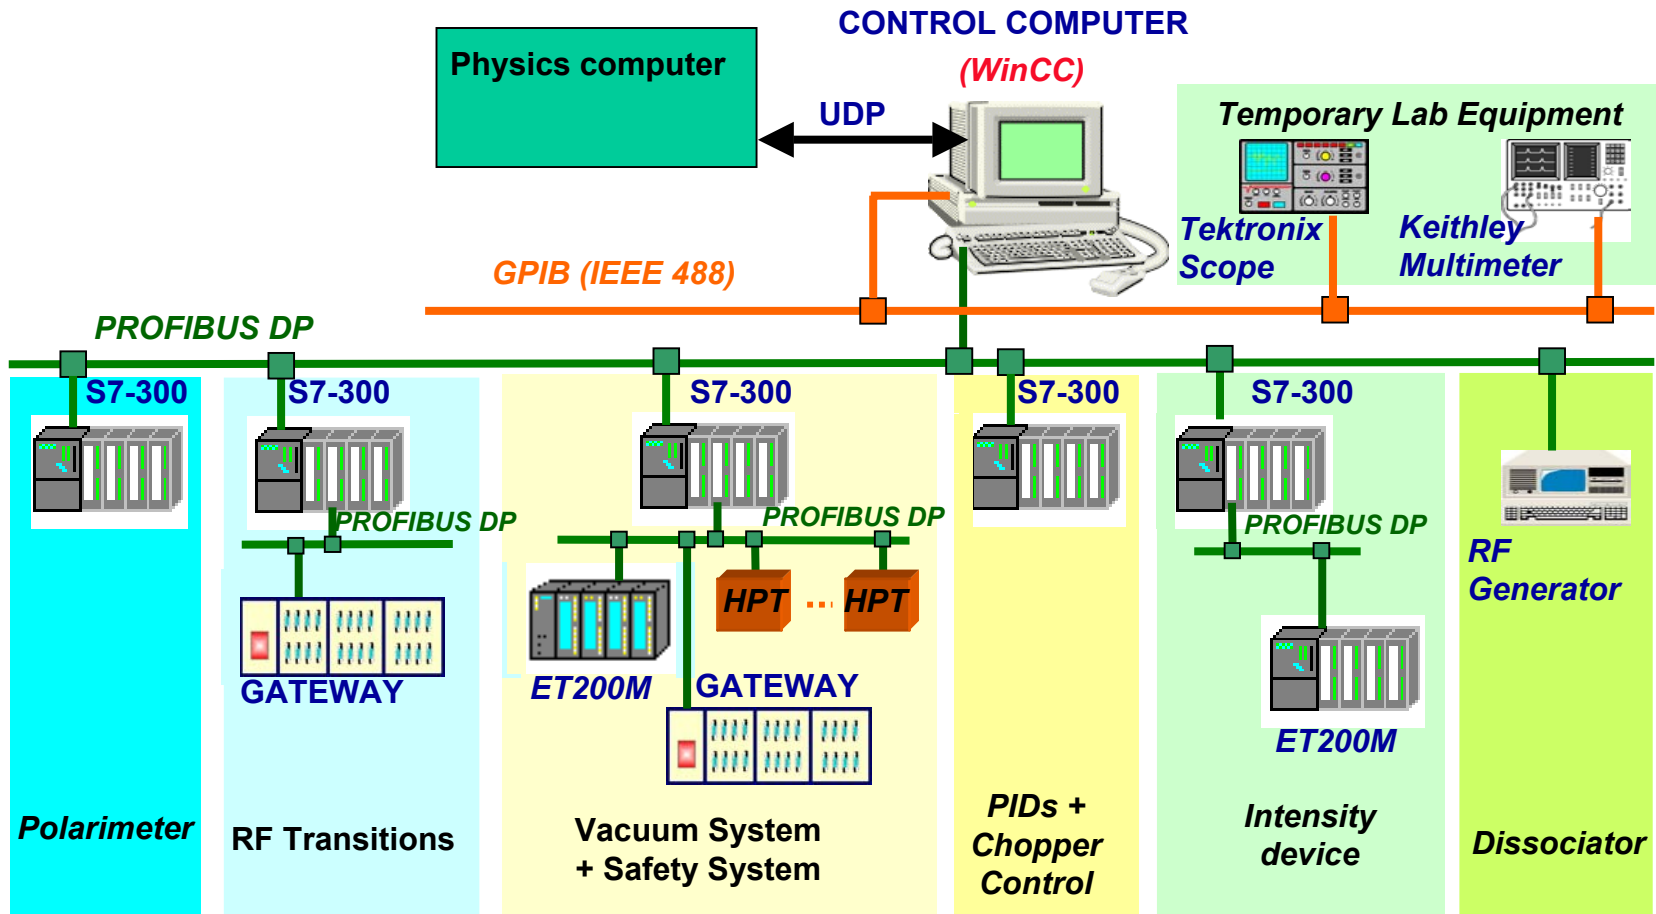 CONTROL COMPUTER
(WinCC)
Physics computer
UDP
Temporary Lab Equipment
Tektronix
Scope
Keithley
Multimeter
GPIB (IEEE 488)
PROFIBUS DP
S7-300
S7-300
S7-300
S7-300
S7-300
PROFIBUS DP
PROFIBUS DP
PROFIBUS DP
RF
Generator
HPT
HPT
GATEWAY
ET200M
GATEWAY
ET200M
Polarimeter
RF Transitions
Vacuum System
+ Safety System
PIDs +
Chopper
Control
Intensity
device
Dissociator